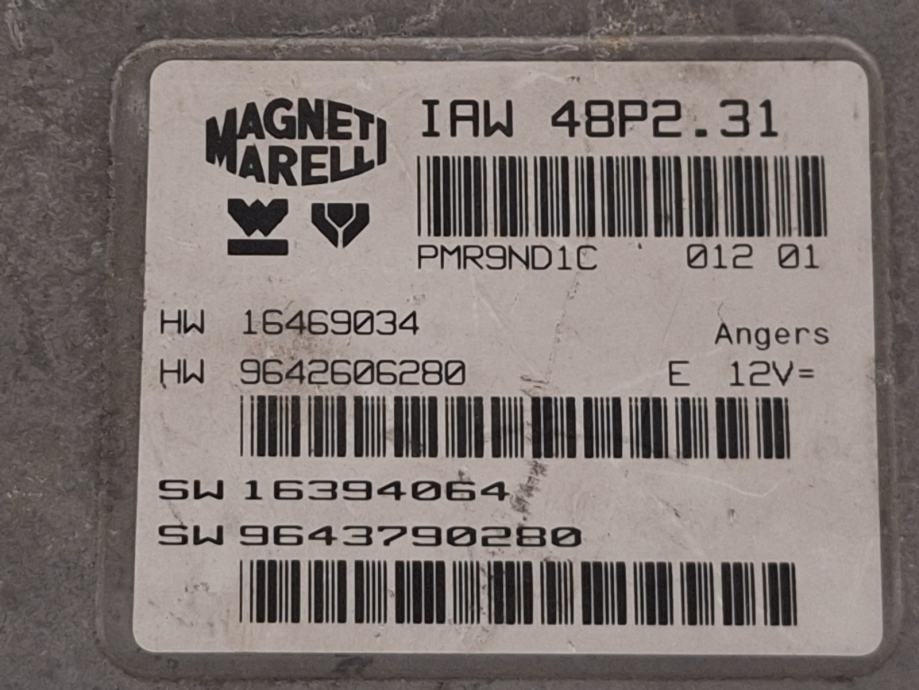 MAGNETI
MARELLI
IAW 48P2.31
PMR9ND1C 012 01
HW 16469034
Angers
HW 9642606280 E 12V=
SW 16394064
SW 9643790280